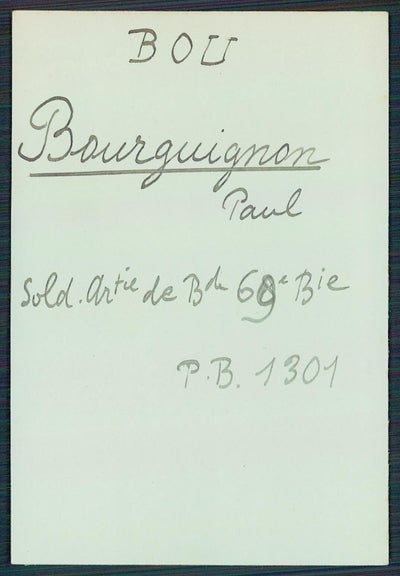 BOU
Bourguignon
Paul
Sold. Artie de Bde 69e Bie
P.B. 1301